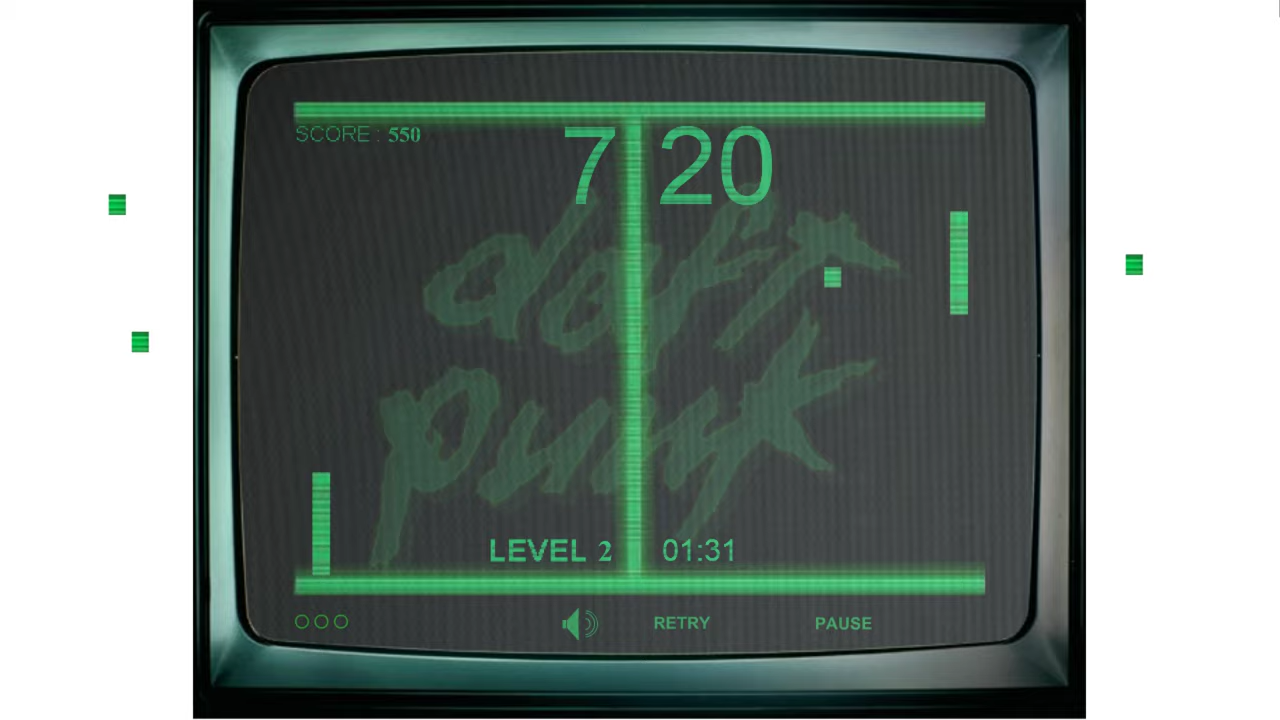 SCORE : 550
7 20
daft
punk
LEVEL 2 01:31
RETRY PAUSE